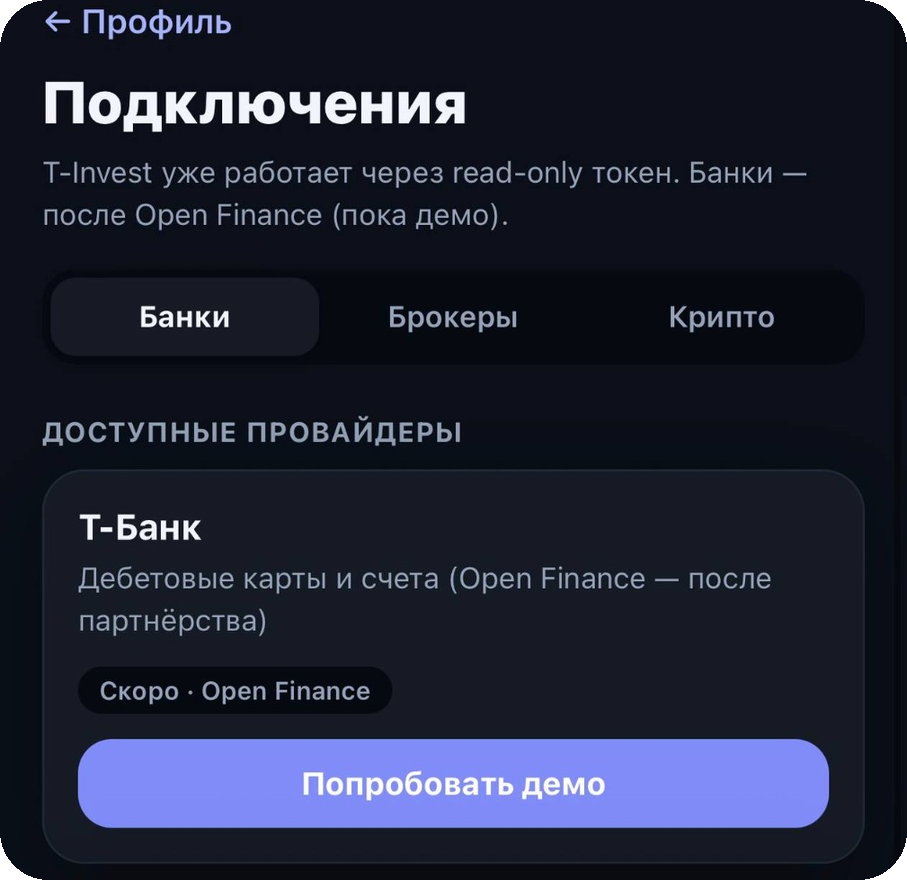 ← Профиль
Подключения
T-Invest уже работает через read-only токен. Банки —
после Open Finance (пока демо).
Банки Брокеры Крипто
ДОСТУПНЫЕ ПРОВАЙДЕРЫ
Т-Банк
Дебетовые карты и счета (Open Finance — после
партнёрства)
Скоро · Open Finance
Попробовать демо